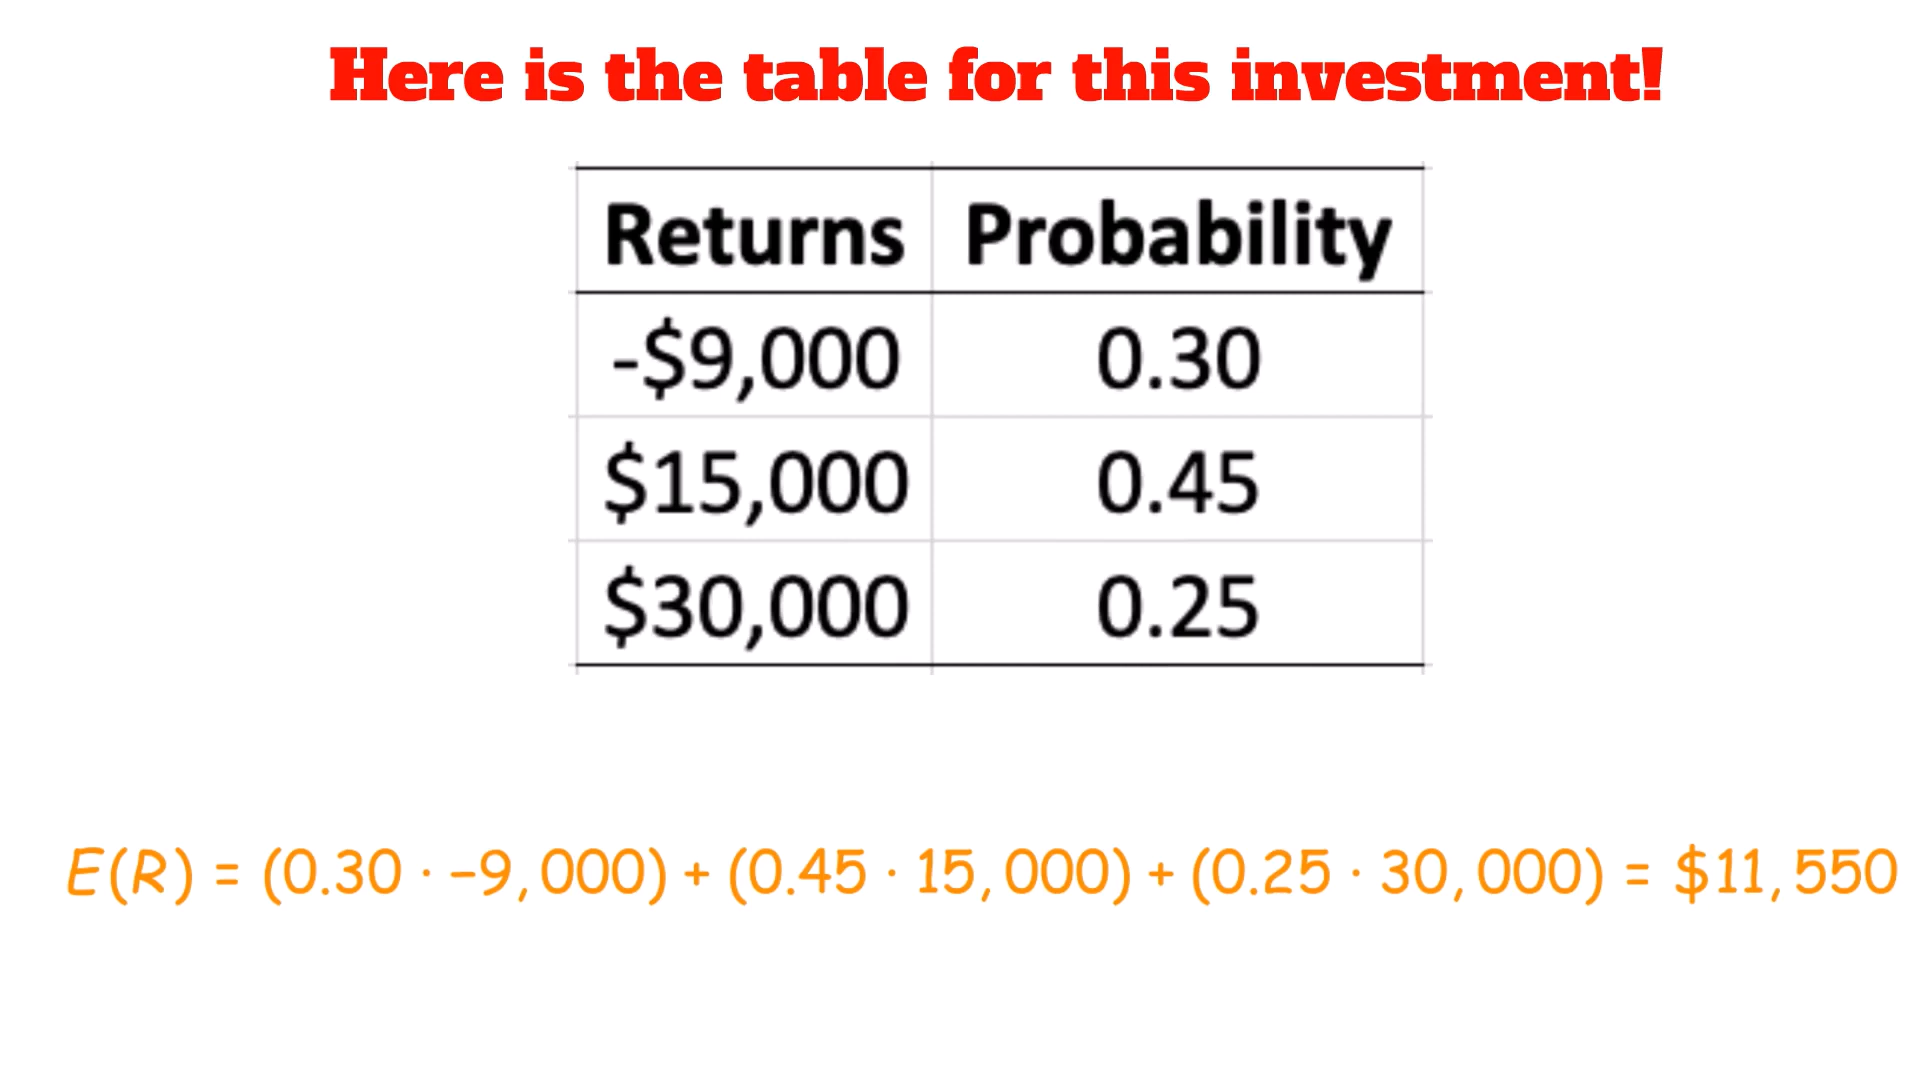 Here is the table for this investment!
Returns Probability
-$9,000 0.30
$15,000 0.45
$30,000 0.25
E(R) = (0.30 · −9,000) + (0.45 · 15,000) + (0.25 · 30,000) = $11,550